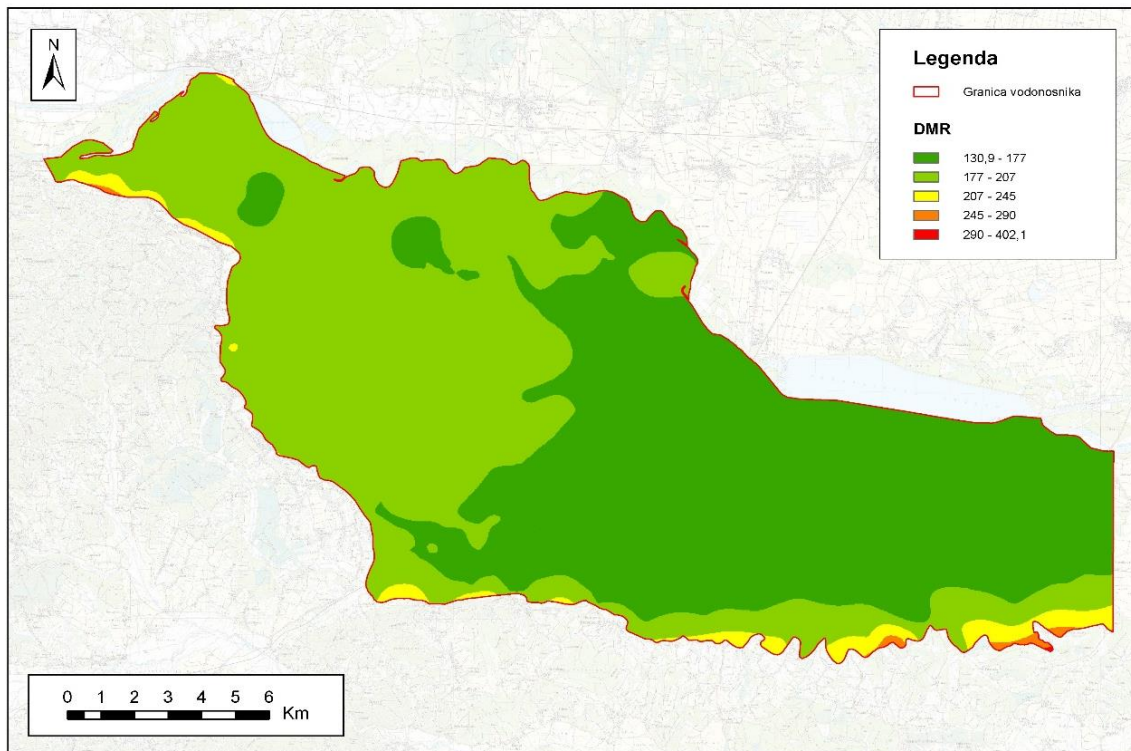 N
Legenda
Granica vodonosnika
DMR
130,9 - 177
177 - 207
207 - 245
245 - 290
290 - 402,1
0 1 2 3 4 5 6
Km